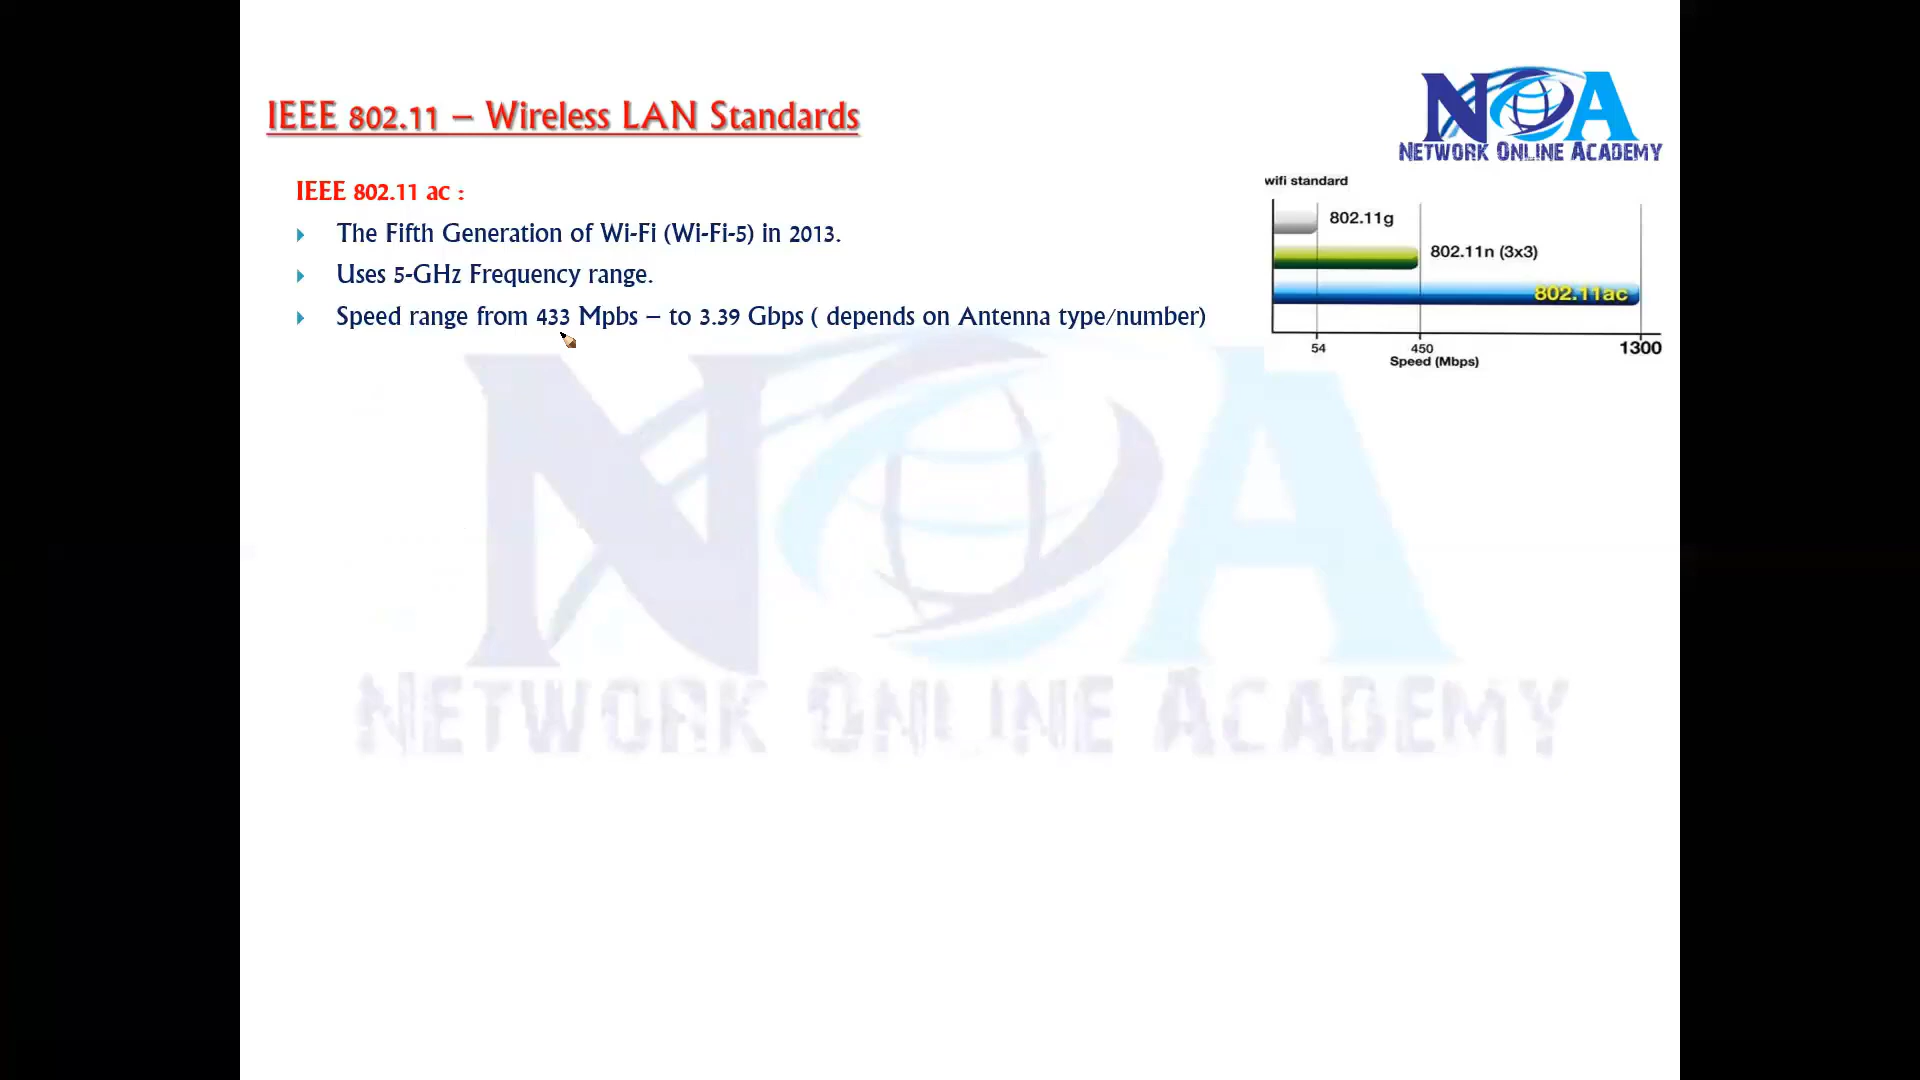 NOA
NETWORK ONLINE ACADEMY
IEEE 802.11 – Wireless LAN Standards
IEEE 802.11 ac :
The Fifth Generation of Wi-Fi (Wi-Fi-5) in 2013.
Uses 5-GHz Frequency range.
Speed range from 433 Mpbs – to 3.39 Gbps ( depends on Antenna type/number)
wifi standard
802.11g
802.11n (3x3)
802.11ac
54 450 1300
Speed (Mbps)
NOA
NETWORK ONLINE ACADEMY